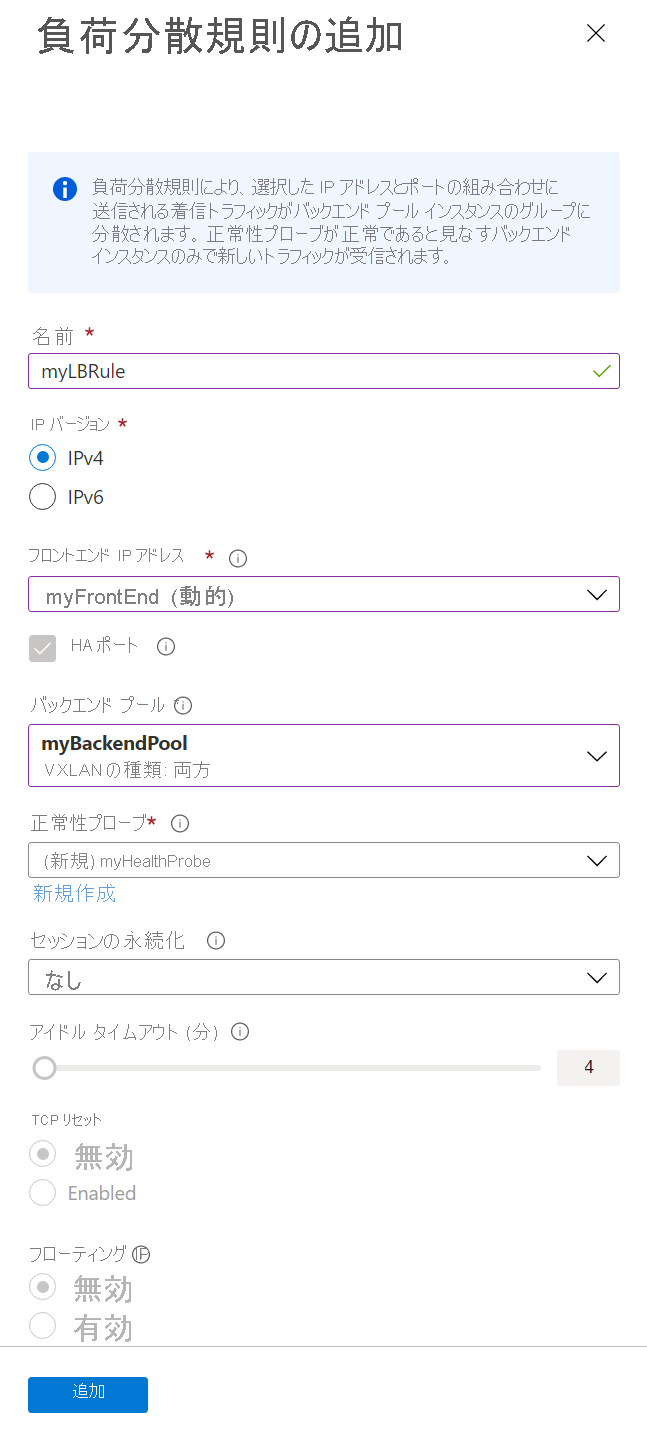 負荷分散規則の追加
負荷分散規則により、選択した IP アドレスとポートの組み合わせに
送信される着信トラフィックがバックエンド プール インスタンスのグループに
分散されます。正常性プローブが正常であると見なすバックエンド
インスタンスのみで新しいトラフィックが受信されます。
名前 *
myLBRule
IP バージョン *
IPv4
IPv6
フロントエンド IP アドレス *
myFrontEnd (動的)
HA ポート
バックエンド プール
myBackendPool
VXLAN の種類: 両方
正常性プローブ*
(新規) myHealthProbe
新規作成
セッションの永続化
なし
アイドル タイムアウト (分)
4
TCP リセット
無効
Enabled
フローティング IP
無効
有効
追加